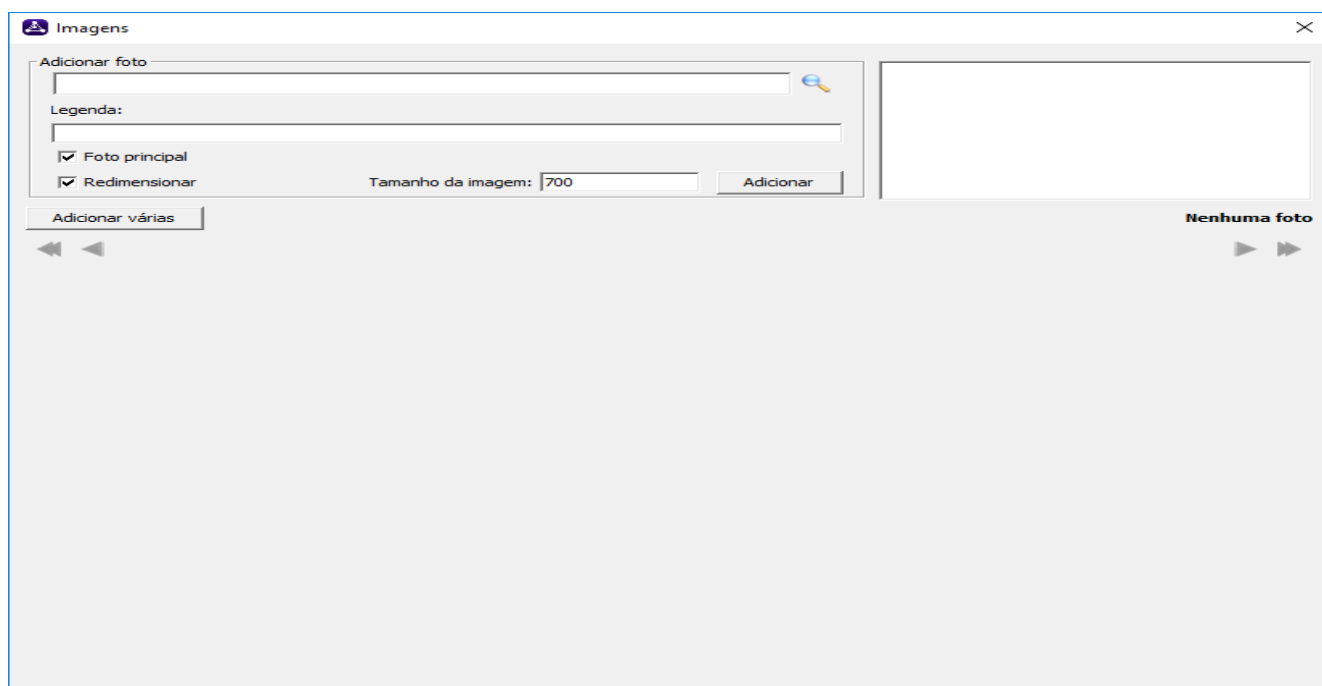 Imagens
Adicionar foto
Legenda:
Foto principal
Redimensionar Tamanho da imagem: 700 Adicionar
Adicionar várias Nenhuma foto